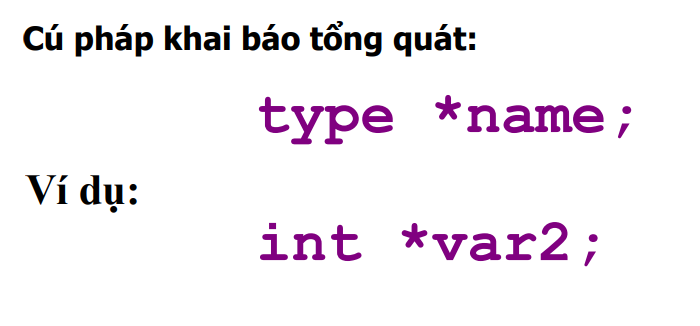 Cú pháp khai báo tổng quát:
type *name;
Ví dụ:
int *var2;